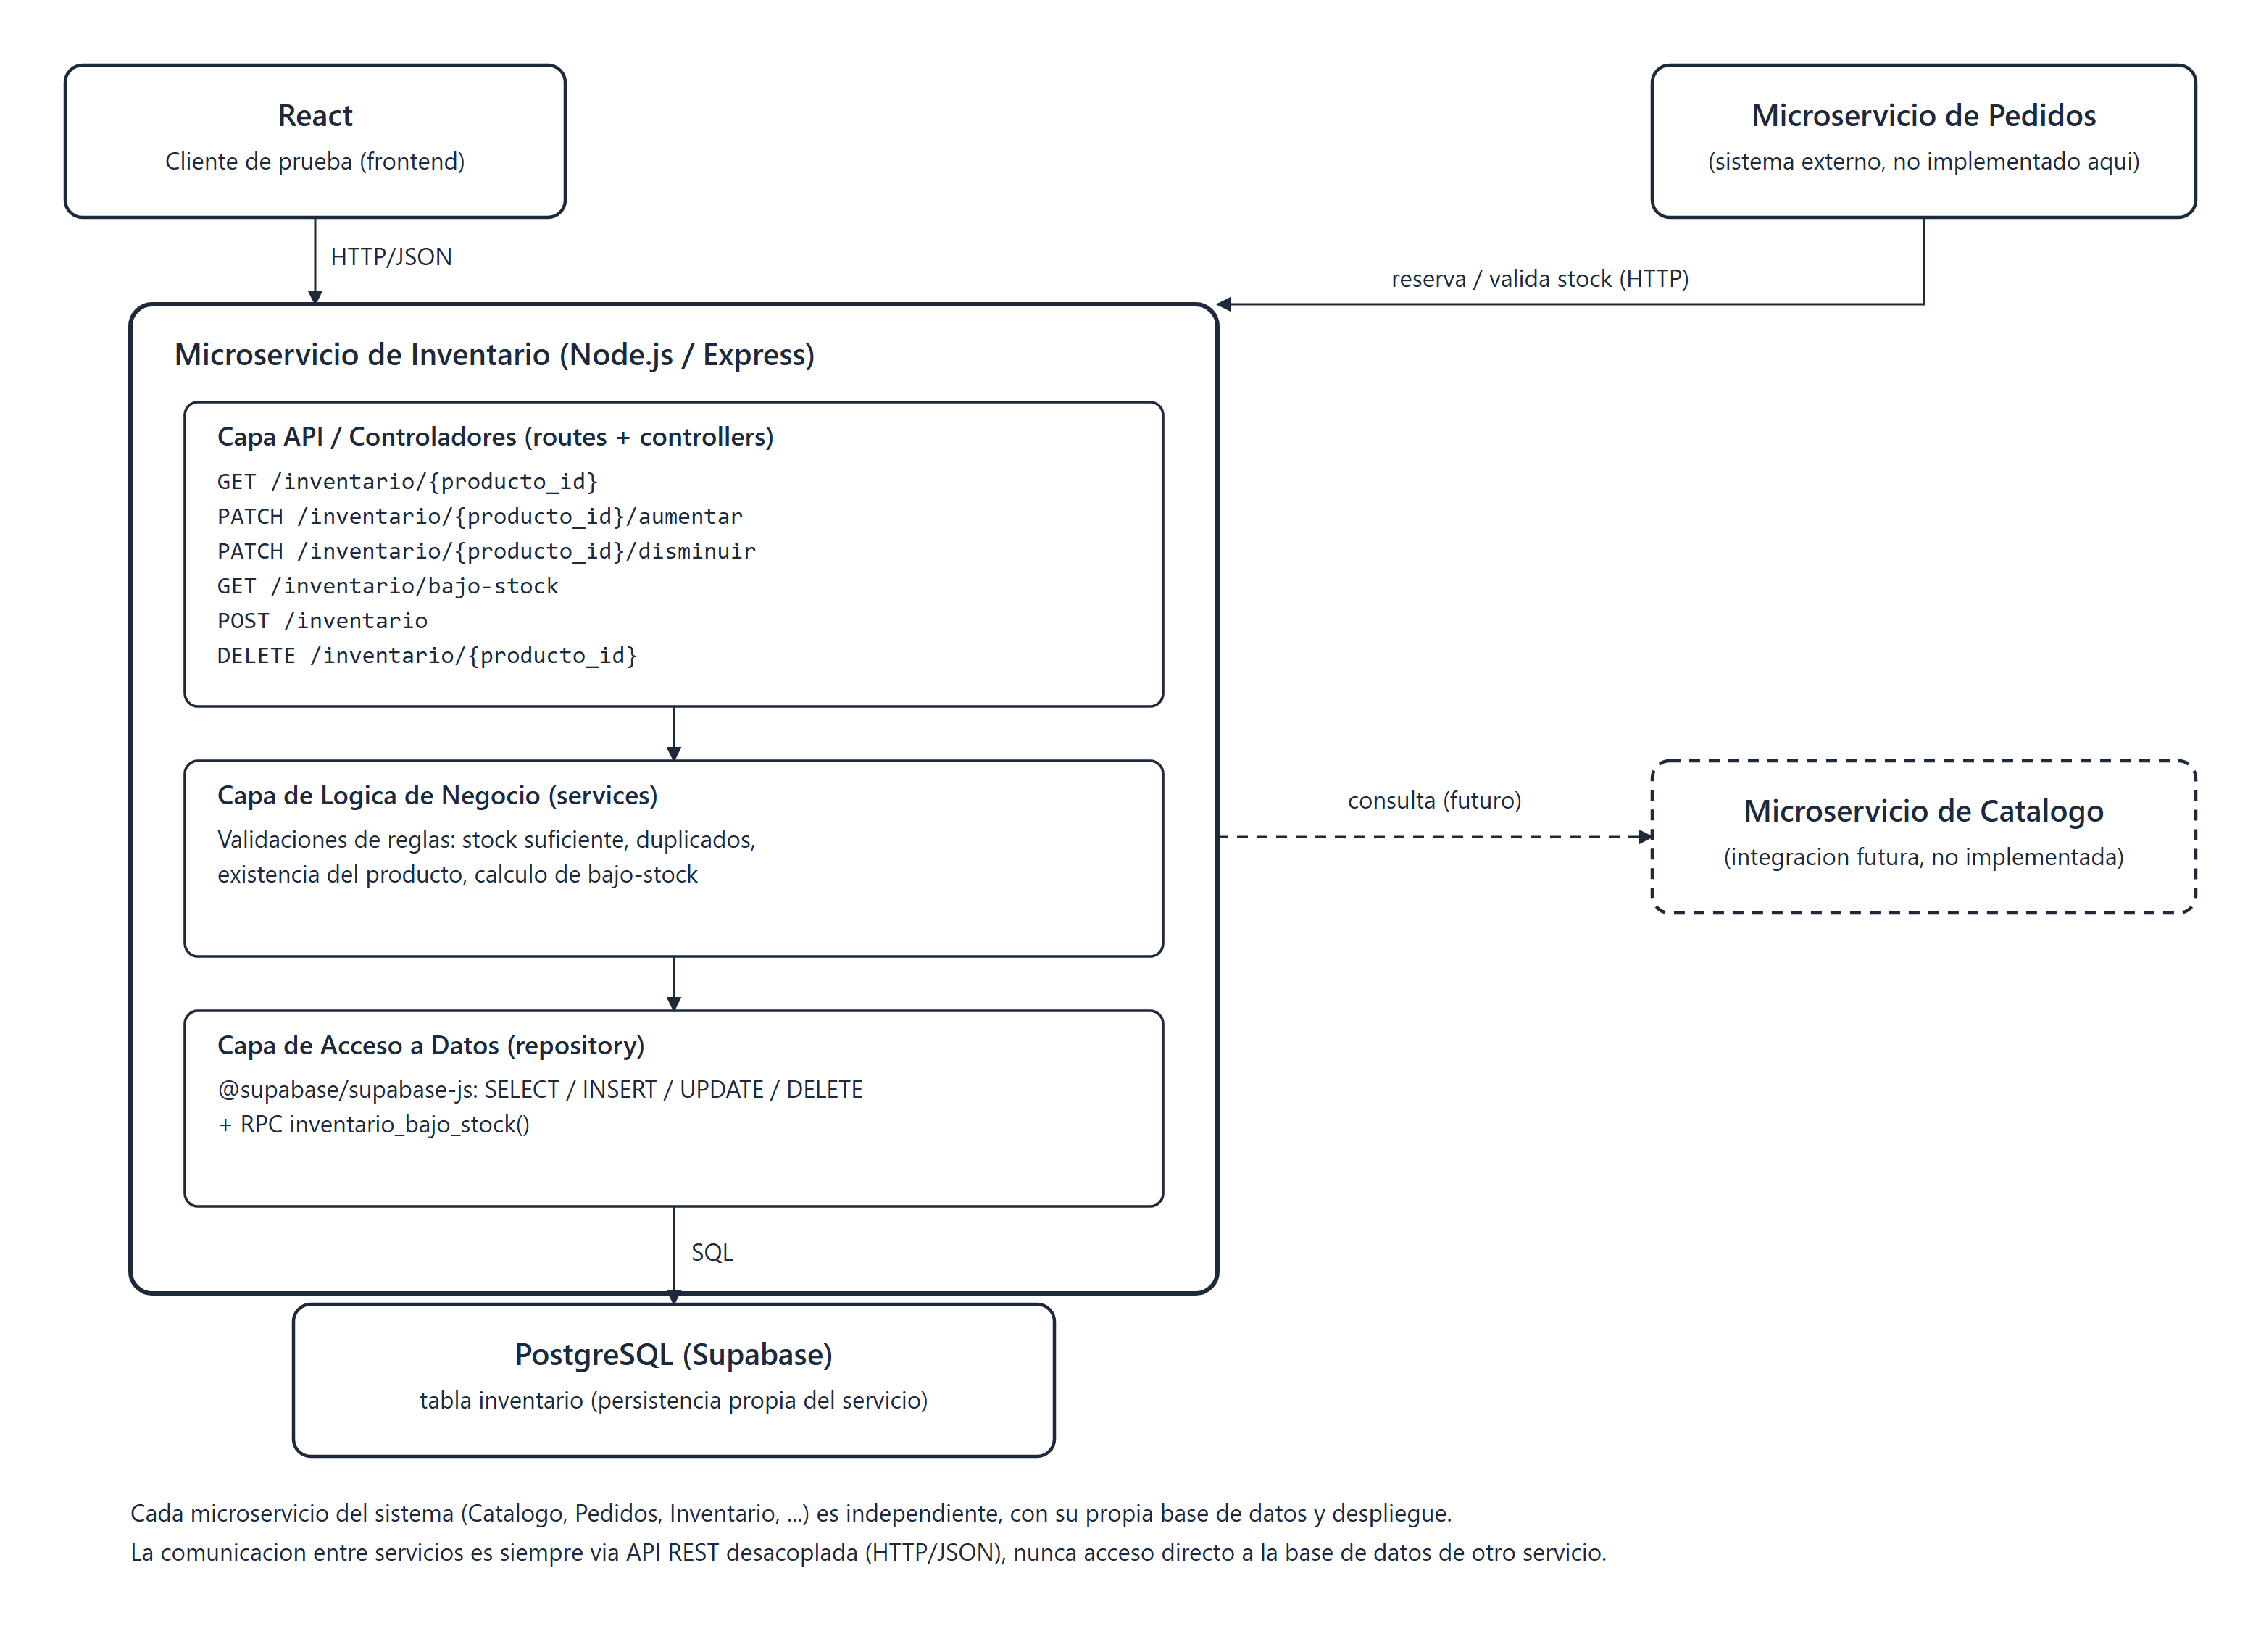 React
Cliente de prueba (frontend)
Microservicio de Pedidos
(sistema externo, no implementado aqui)
HTTP/JSON
reserva / valida stock (HTTP)
Microservicio de Inventario (Node.js / Express)
Capa API / Controladores (routes + controllers)
GET /inventario/{producto_id}
PATCH /inventario/{producto_id}/aumentar
PATCH /inventario/{producto_id}/disminuir
GET /inventario/bajo-stock
POST /inventario
DELETE /inventario/{producto_id}
Capa de Logica de Negocio (services)
Validaciones de reglas: stock suficiente, duplicados,
existencia del producto, calculo de bajo-stock
consulta (futuro)
Microservicio de Catalogo
(integracion futura, no implementada)
Capa de Acceso a Datos (repository)
@supabase/supabase-js: SELECT / INSERT / UPDATE / DELETE
+ RPC inventario_bajo_stock()
SQL
PostgreSQL (Supabase)
tabla inventario (persistencia propia del servicio)
Cada microservicio del sistema (Catalogo, Pedidos, Inventario, ...) es independiente, con su propia base de datos y despliegue.
La comunicacion entre servicios es siempre via API REST desacoplada (HTTP/JSON), nunca acceso directo a la base de datos de otro servicio.